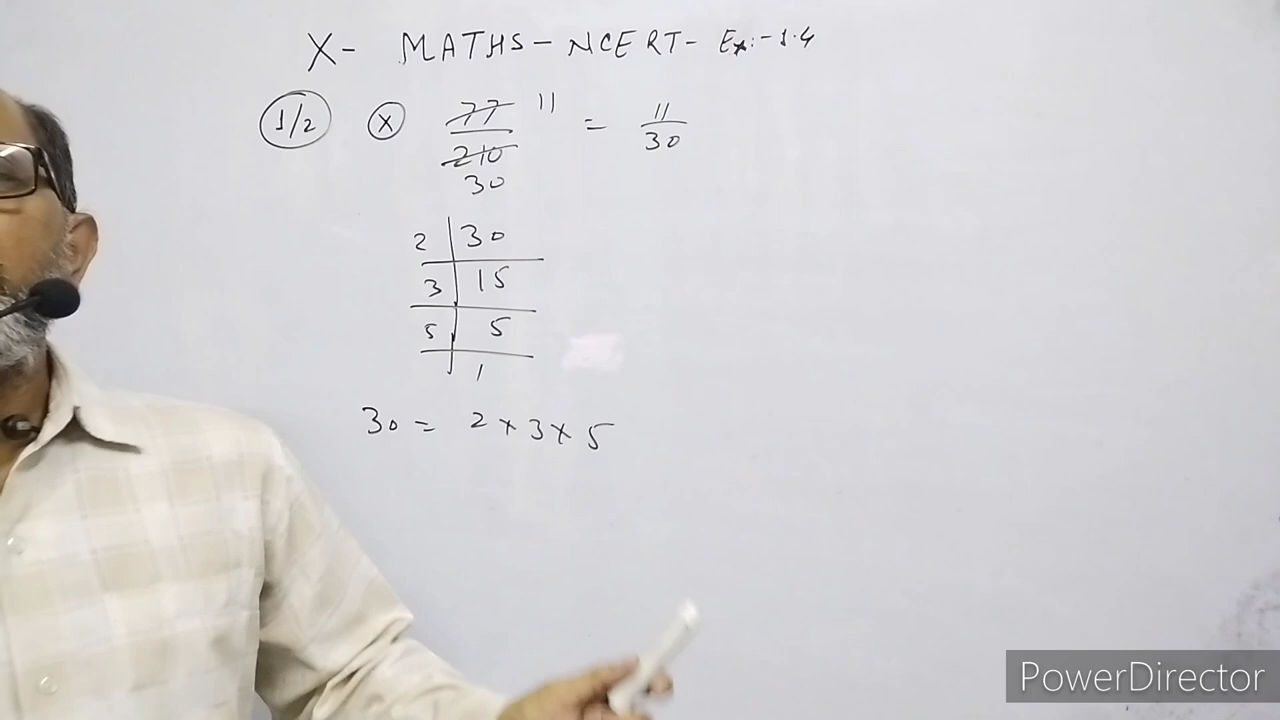 X- MATHS - NCERT - Ex:- 1.4
1/2 (x) 77 11 = 11/30
210
30
2 | 30
3 | 15
5 | 5
1
30 = 2 x 3 x 5
PowerDirector